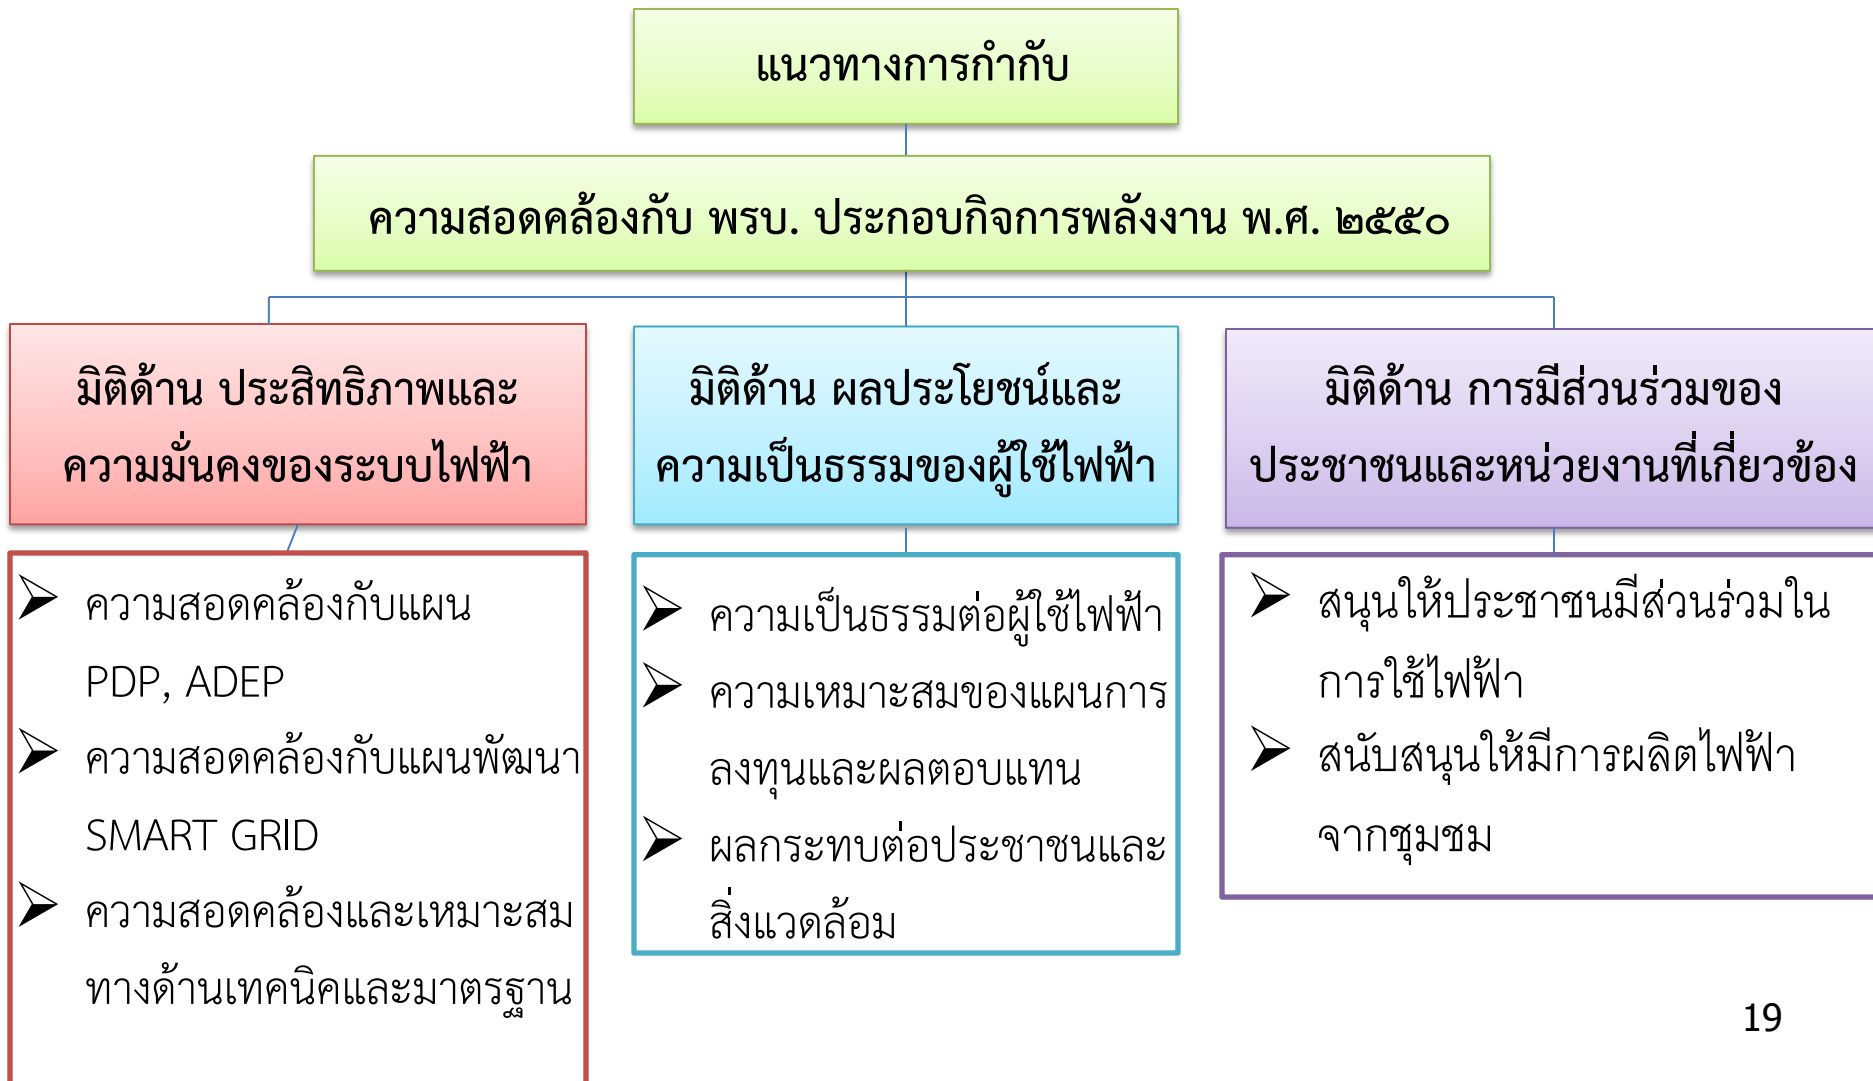 แนวทางการกำกับ
ความสอดคล้องกับ พรบ. ประกอบกิจการพลังงาน พ.ศ. ๒๕๕๐
มิติด้าน ประสิทธิภาพและ
ความมั่นคงของระบบไฟฟ้า
ความสอดคล้องกับแผน
PDP, ADEP
ความสอดคล้องกับแผนพัฒนา
SMART GRID
ความสอดคล้องและเหมาะสม
ทางด้านเทคนิคและมาตรฐาน
มิติด้าน ผลประโยชน์และ
ความเป็นธรรมของผู้ใช้ไฟฟ้า
ความเป็นธรรมต่อผู้ใช้ไฟฟ้า
ความเหมาะสมของแผนการ
ลงทุนและผลตอบแทน
ผลกระทบต่อประชาชนและ
สิ่งแวดล้อม
มิติด้าน การมีส่วนร่วมของ
ประชาชนและหน่วยงานที่เกี่ยวข้อง
สนุนให้ประชาชนมีส่วนร่วมใน
การใช้ไฟฟ้า
สนับสนุนให้มีการผลิตไฟฟ้า
จากชุมชม
19